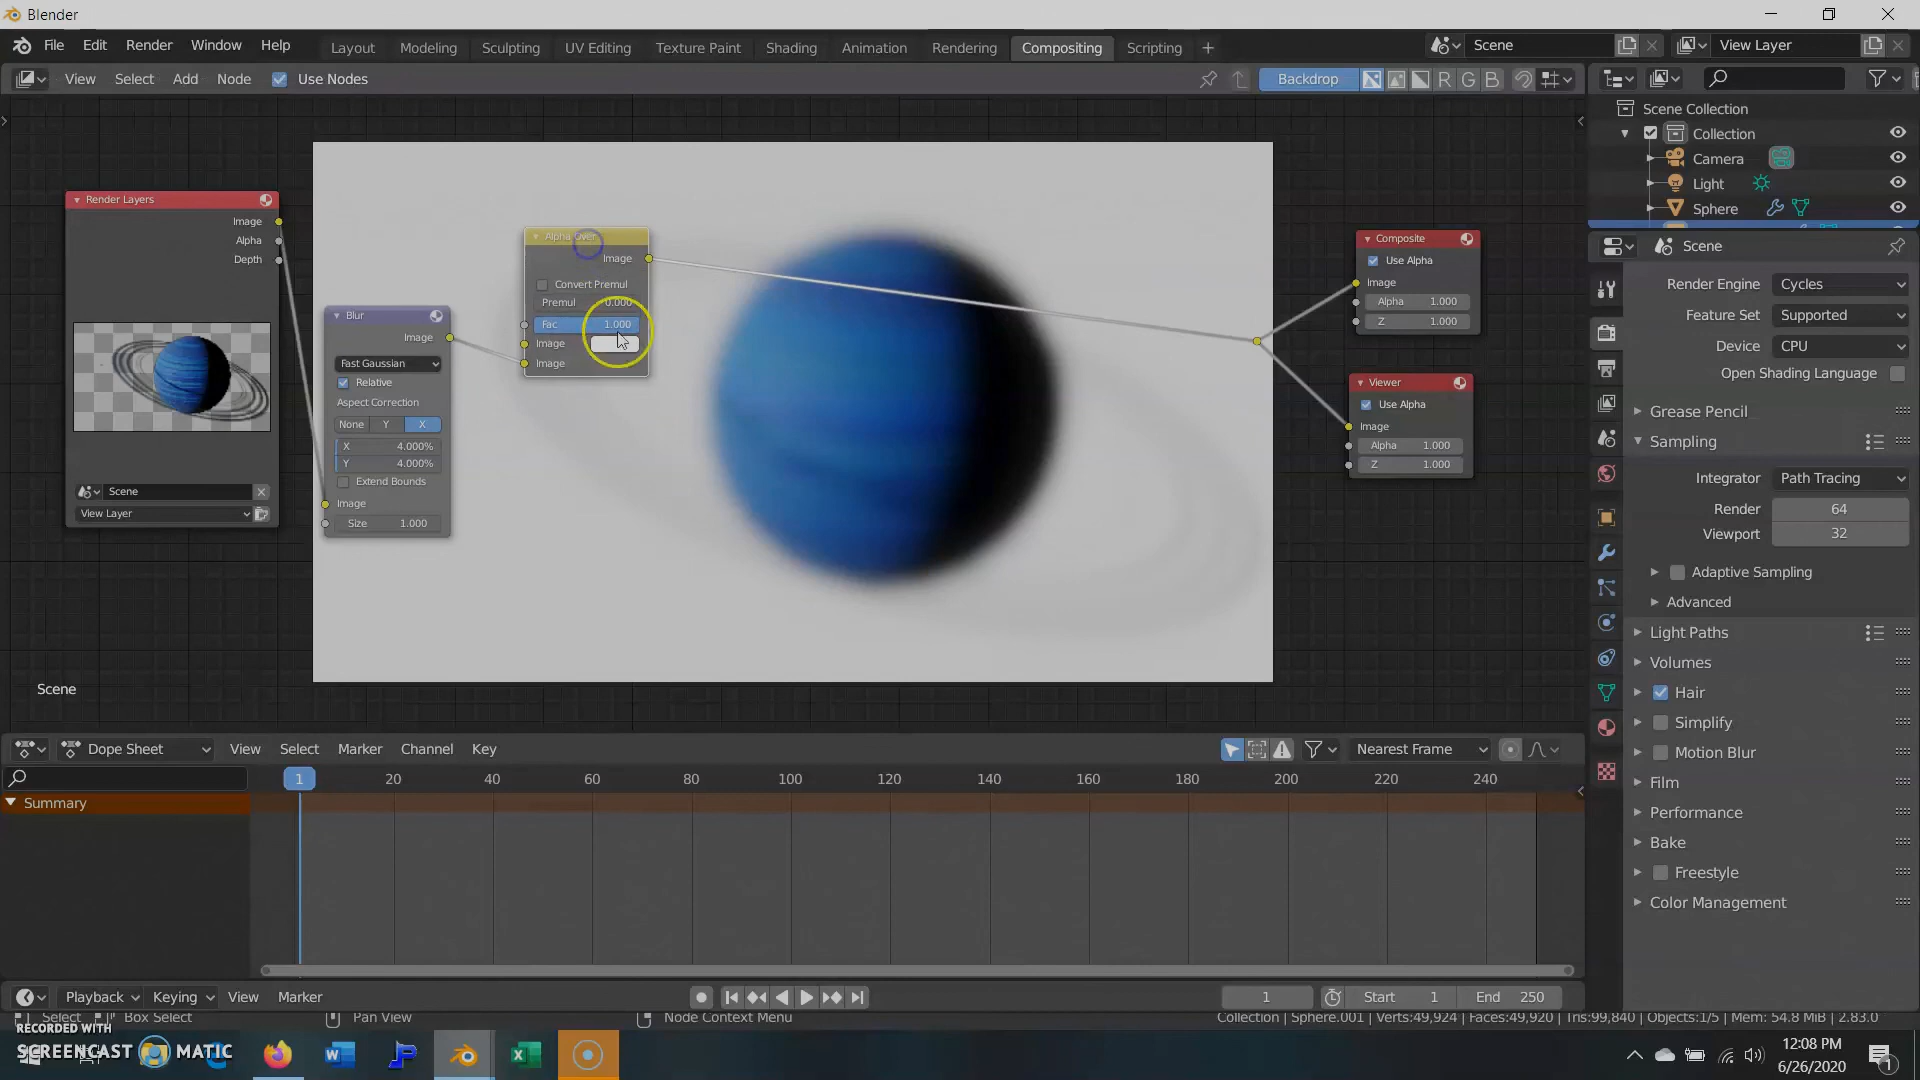 Blender
File Edit Render Window Help Layout Modeling Sculpting UV Editing Texture Paint Shading Animation Rendering Compositing Scripting + Scene View Layer
View Select Add Node Use Nodes Backdrop R G B
Scene Collection
Collection
Camera
Light
Sphere
Render Layers
Image
Alpha
Depth
Scene
View Layer
Blur
Image
Fast Gaussian
Relative
Aspect Correction
None Y X
X 4.000%
Y 4.000%
Extend Bounds
Image
Size 1.000
Alpha Over
Image
Convert Premul
Premul 0.000
Fac 1.000
Image
Image
Composite
Use Alpha
Image
Alpha 1.000
Z 1.000
Viewer
Use Alpha
Image
Alpha 1.000
Z 1.000
Scene
Scene
Render Engine Cycles
Feature Set Supported
Device CPU
Open Shading Language
Grease Pencil
Sampling
Integrator Path Tracing
Render 64
Viewport 32
Adaptive Sampling
Advanced
Light Paths
Volumes
Hair
Simplify
Motion Blur
Film
Performance
Bake
Freestyle
Color Management
Dope Sheet View Select Marker Channel Key Nearest Frame
1 20 40 60 80 100 120 140 160 180 200 220 240
Summary
Playback Keying View Marker 1 Start 1 End 250
Select Box Select Pan View Node Context Menu Collection | Sphere.001 | Verts:49,924 | Faces:49,920 | Tris:99,840 | Objects:1/5 | Mem: 54.8 MiB | 2.83.0
RECORDED WITH
SCREENCAST MATIC
12:08 PM
6/26/2020
1